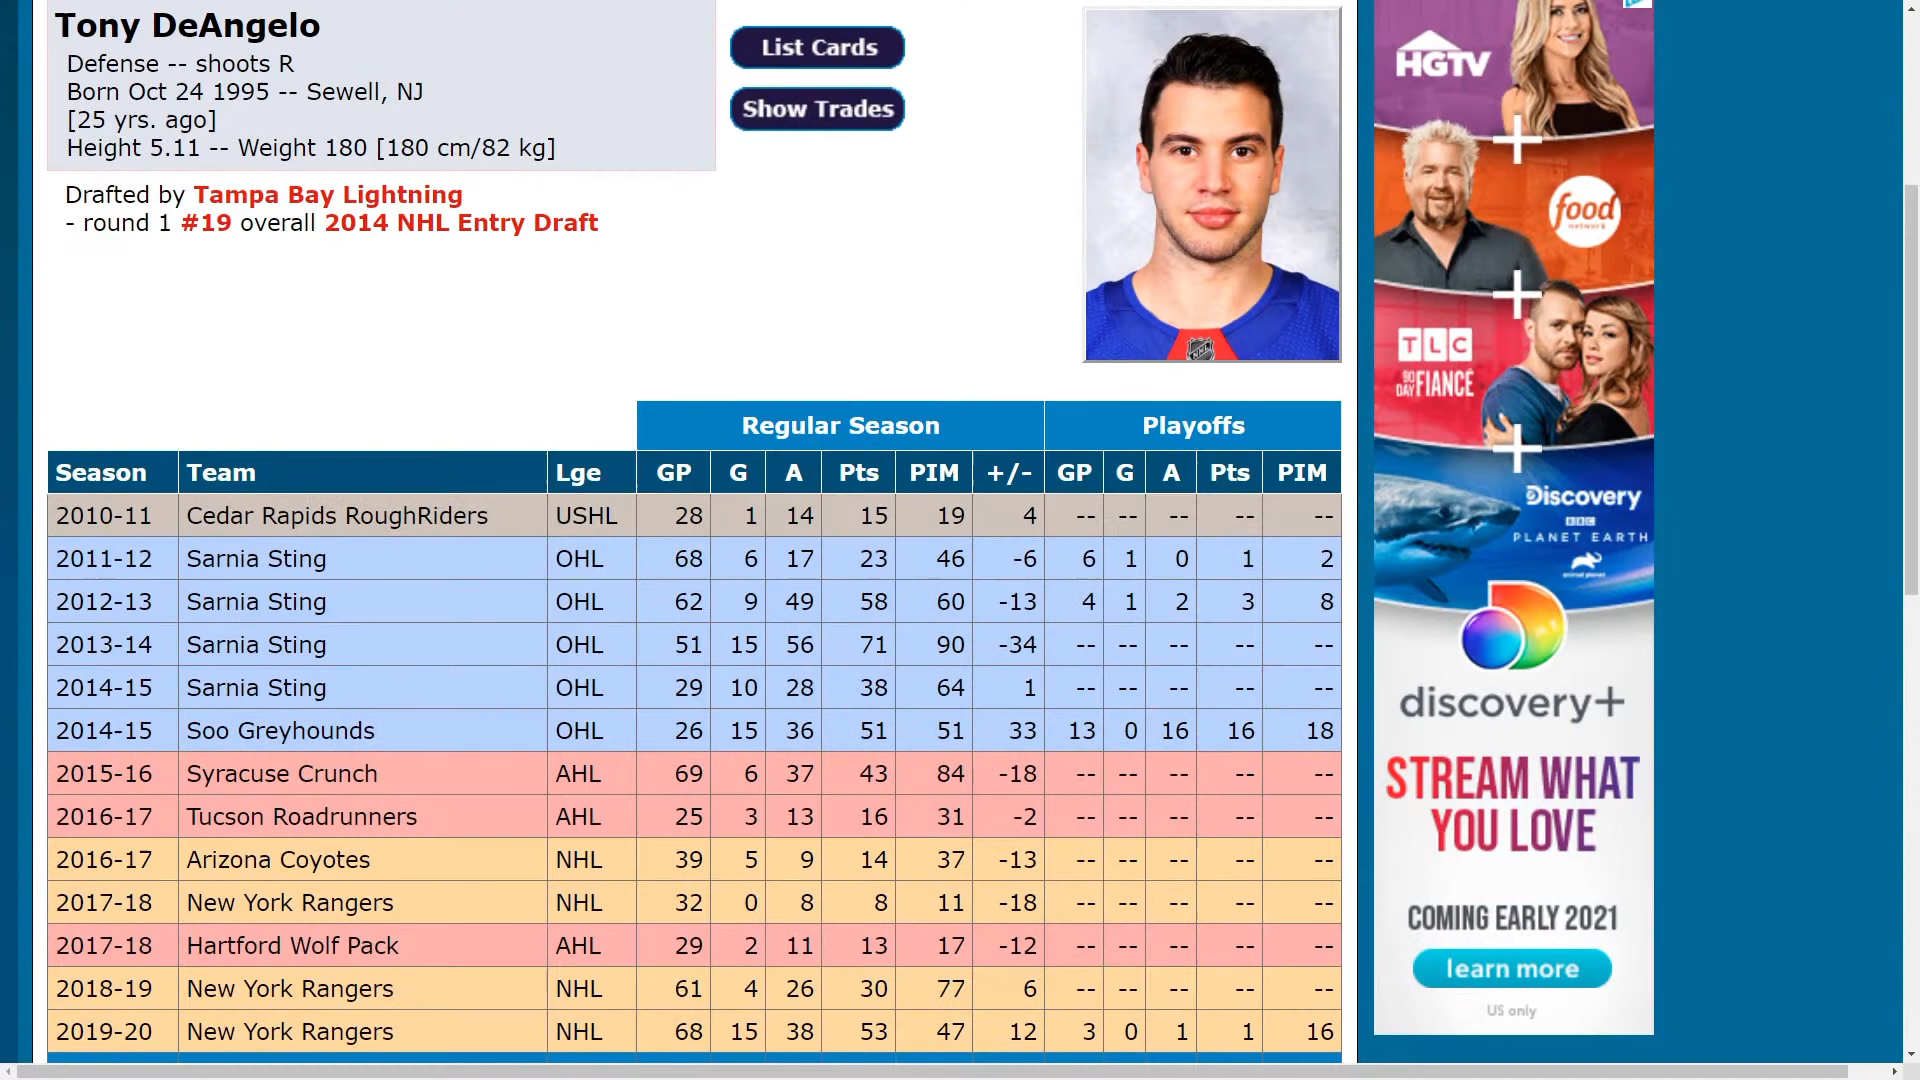 Tony DeAngelo
Defense -- shoots R
Born Oct 24 1995 -- Sewell, NJ
[25 yrs. ago]
Height 5.11 -- Weight 180 [180 cm/82 kg]
Drafted by Tampa Bay Lightning
- round 1 #19 overall 2014 NHL Entry Draft
List Cards
Show Trades
NHL
Regular Season Playoffs
Season Team Lge GP G A Pts PIM +/- GP G A Pts PIM
2010-11 Cedar Rapids RoughRiders USHL 28 1 14 15 19 4 -- -- -- -- --
2011-12 Sarnia Sting OHL 68 6 17 23 46 -6 6 1 0 1 2
2012-13 Sarnia Sting OHL 62 9 49 58 60 -13 4 1 2 3 8
2013-14 Sarnia Sting OHL 51 15 56 71 90 -34 -- -- -- -- --
2014-15 Sarnia Sting OHL 29 10 28 38 64 1 -- -- -- -- --
2014-15 Soo Greyhounds OHL 26 15 36 51 51 33 13 0 16 16 18
2015-16 Syracuse Crunch AHL 69 6 37 43 84 -18 -- -- -- -- --
2016-17 Tucson Roadrunners AHL 25 3 13 16 31 -2 -- -- -- -- --
2016-17 Arizona Coyotes NHL 39 5 9 14 37 -13 -- -- -- -- --
2017-18 New York Rangers NHL 32 0 8 8 11 -18 -- -- -- -- --
2017-18 Hartford Wolf Pack AHL 29 2 11 13 17 -12 -- -- -- -- --
2018-19 New York Rangers NHL 61 4 26 30 77 6 -- -- -- -- --
2019-20 New York Rangers NHL 68 15 38 53 47 12 3 0 1 1 16
HGTV
+
food
network
+
TLC
90
DAY FIANCÉ
+
Discovery
BBC
PLANET EARTH
animal planet
discovery+
STREAM WHAT
YOU LOVE
COMING EARLY 2021
learn more
US only